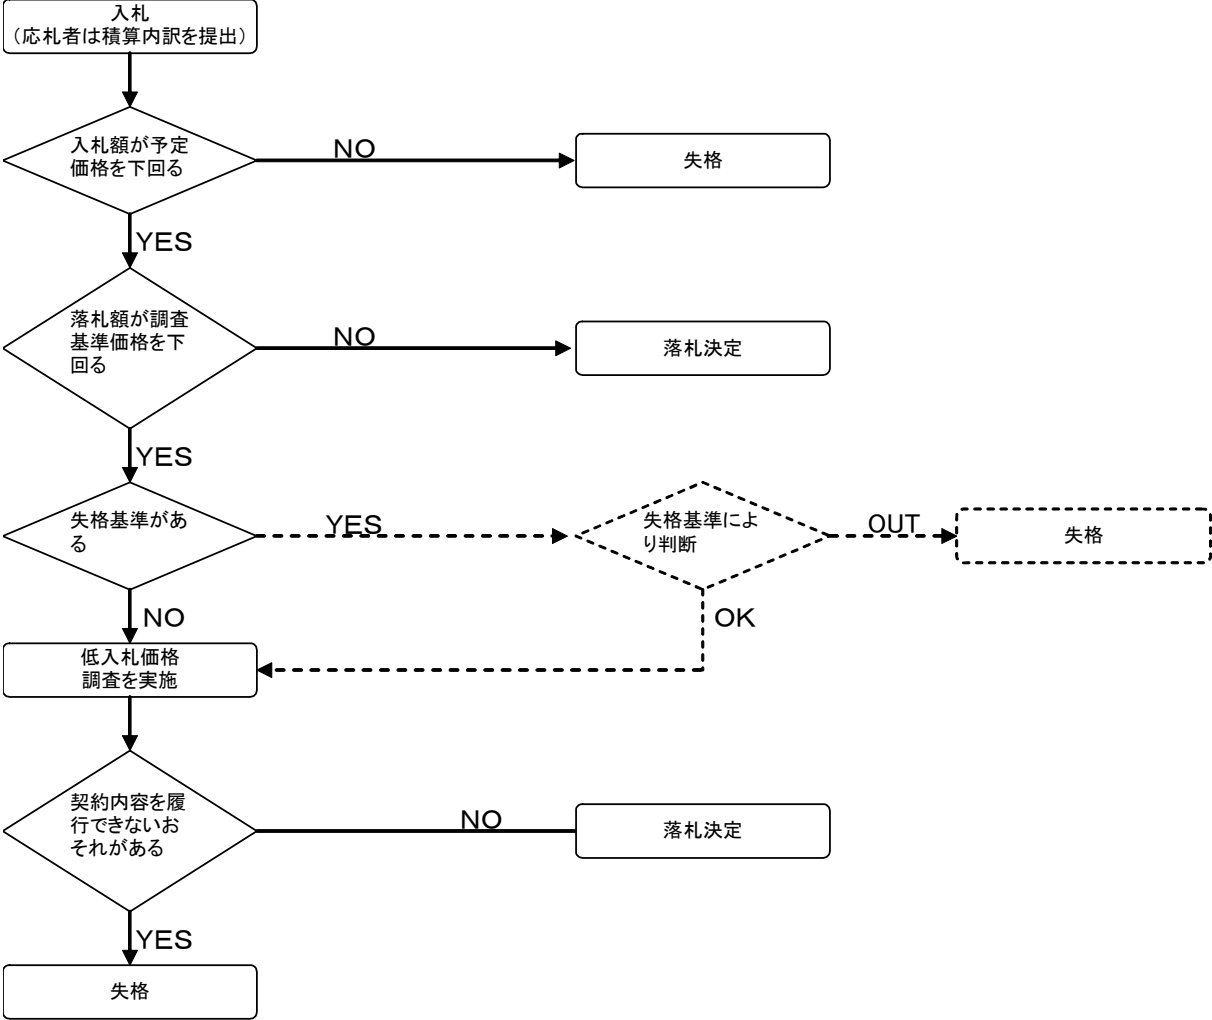 入札
（応札者は積算内訳を提出）
入札額が予定
価格を下回る
NO
失格
YES
落札額が調査
基準価格を下
回る
NO
落札決定
YES
失格基準があ
る
YES
失格基準によ
り判断
OUT
失格
NO
OK
低入札価格
調査を実施
契約内容を履
行できないお
それがある
NO
落札決定
YES
失格